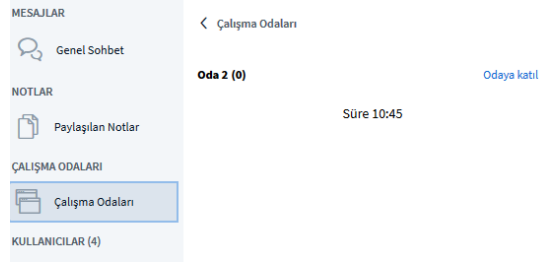 MESAJLAR
Genel Sohbet
NOTLAR
Paylaşılan Notlar
ÇALIŞMA ODALARI
Çalışma Odaları
KULLANICILAR (4)
Çalışma Odaları
Oda 2 (0) Odaya katıl
Süre 10:45